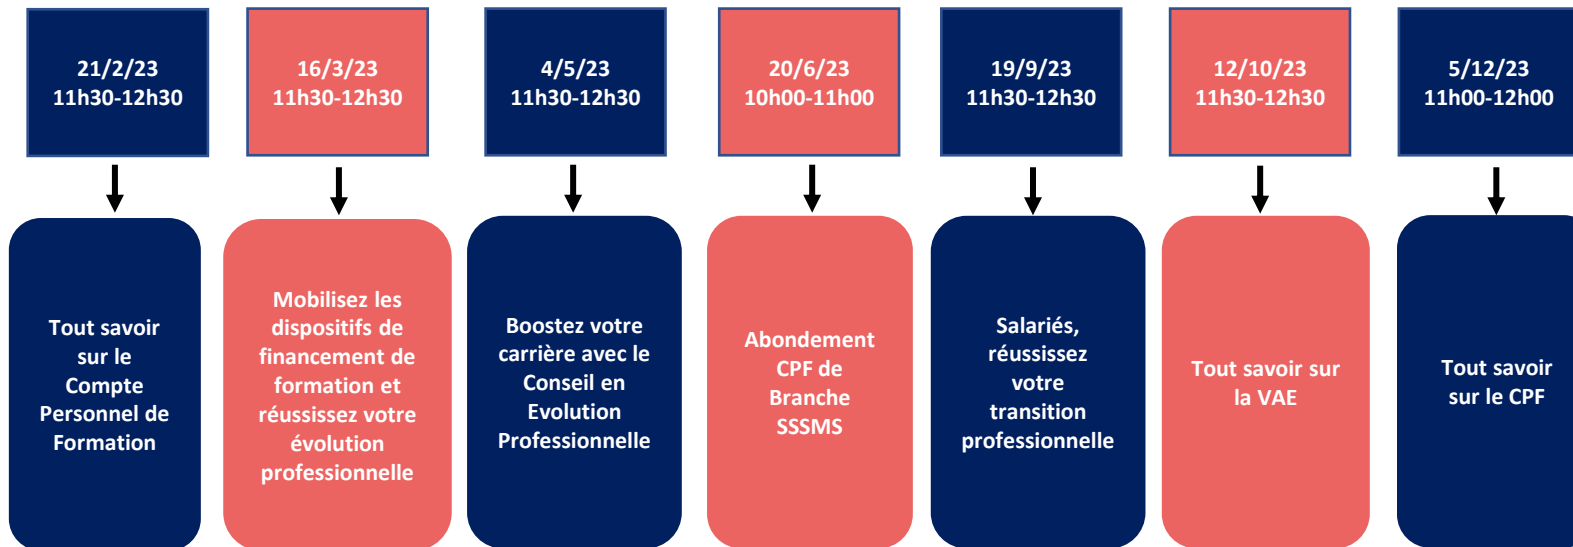 21/2/23
11h30-12h30
16/3/23
11h30-12h30
4/5/23
11h30-12h30
20/6/23
10h00-11h00
19/9/23
11h30-12h30
12/10/23
11h30-12h30
5/12/23
11h00-12h00
Tout savoir
sur le
Compte
Personnel de
Formation
Mobilisez les
dispositifs de
financement de
formation et
réussissez votre
évolution
professionnelle
Boostez votre
carrière avec le
Conseil en
Evolution
Professionnelle
Abondement
CPF de
Branche
SSSMS
Salariés,
réussissez
votre
transition
professionnelle
Tout savoir sur
la VAE
Tout savoir
sur le CPF